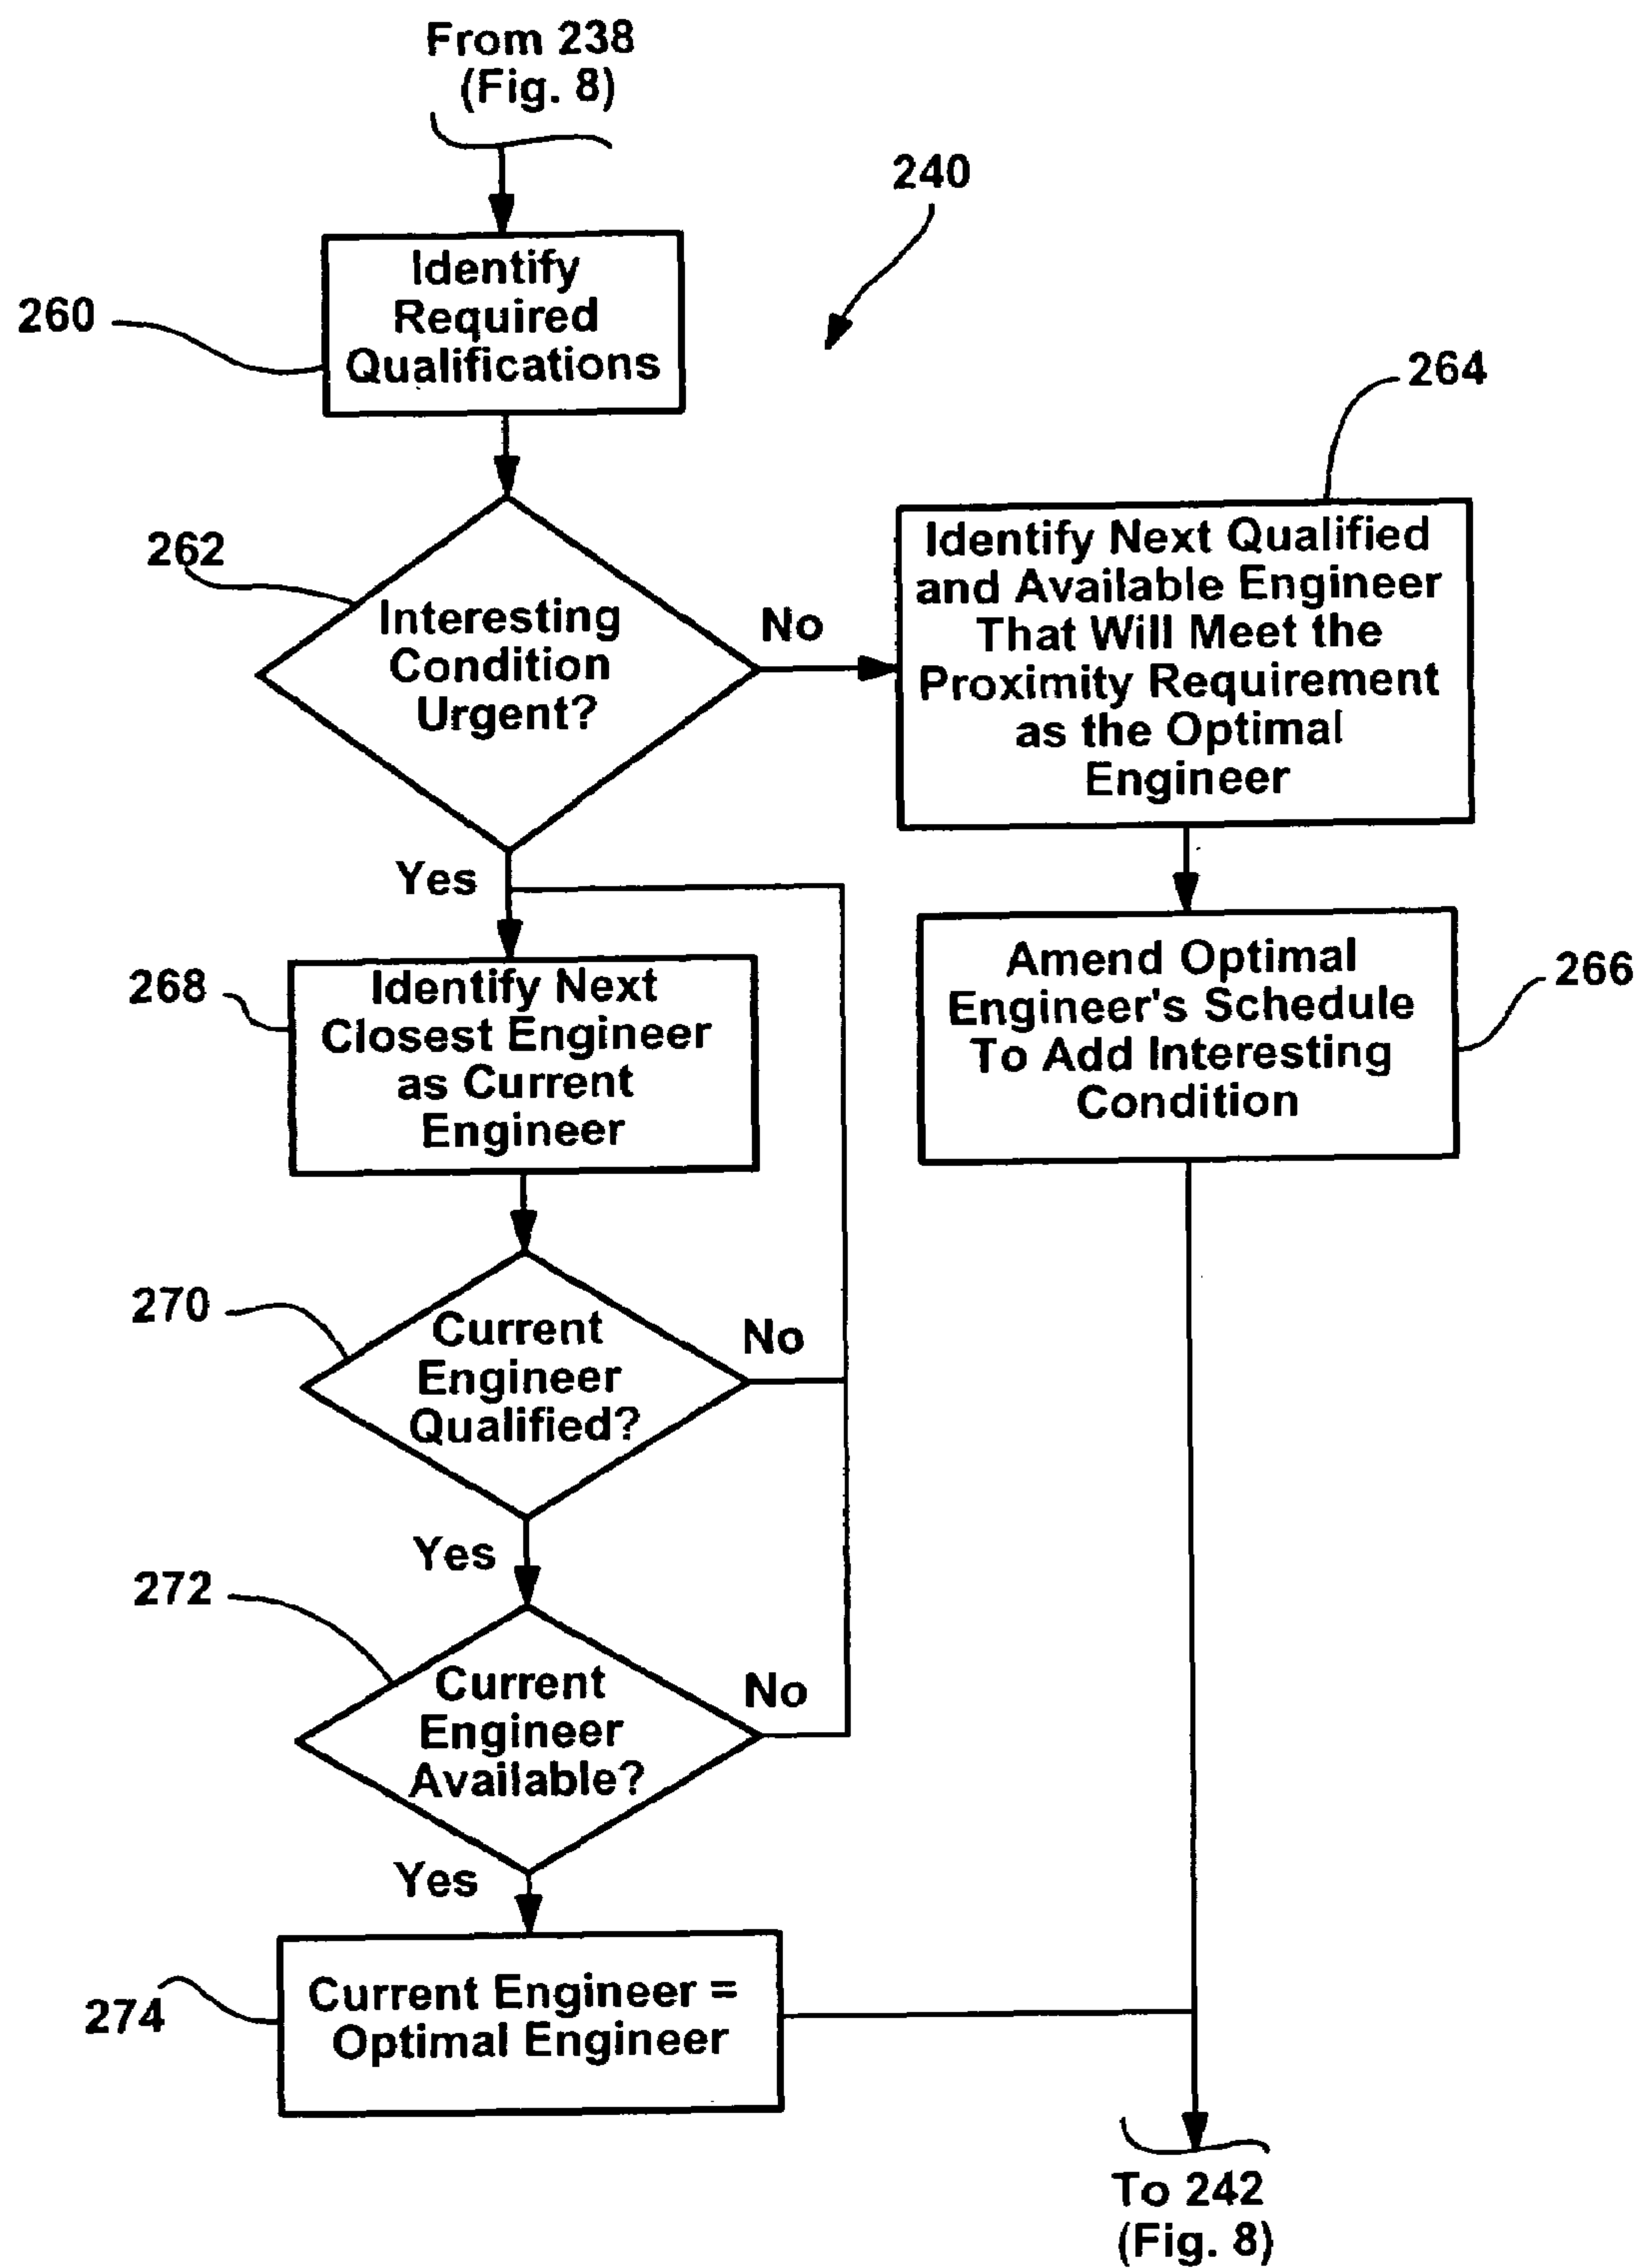 From 238
(Fig. 8)
240
Identify
Required
Qualifications
260
264
262
Interesting
Condition
Urgent?
No
Yes
Identify Next Qualified
and Available Engineer
That Will Meet the
Proximity Requirement
as the Optimal
Engineer
Amend Optimal
Engineer's Schedule
To Add Interesting
Condition
266
268
Identify Next
Closest Engineer
as Current
Engineer
270
Current
Engineer
Qualified?
No
Yes
272
Current
Engineer
Available?
No
Yes
274
Current Engineer =
Optimal Engineer
To 242
(Fig. 8)